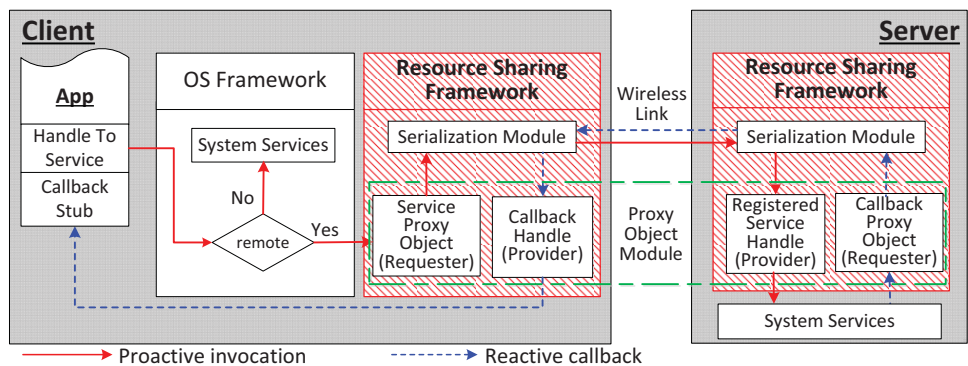 Client
App
Handle To
Service
Callback
Stub
OS Framework
System Services
No
remote
Yes
Resource Sharing
Framework
Serialization Module
Service
Proxy
Object
(Requester)
Callback
Handle
(Provider)
Wireless
Link
Proxy
Object
Module
Server
Resource Sharing
Framework
Serialization Module
Registered
Service
Handle
(Provider)
Callback
Proxy
Object
(Requester)
System Services
Proactive invocation
Reactive callback